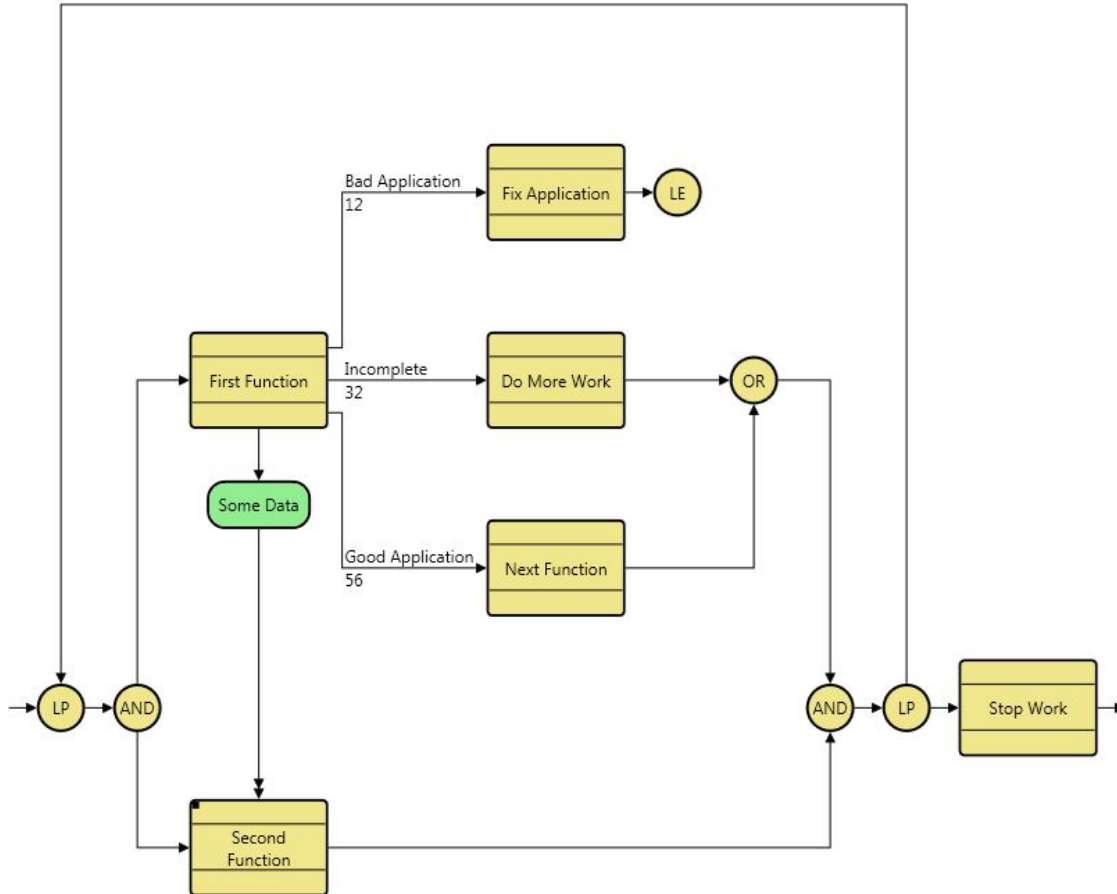 Bad Application
12
Fix Application
LE
First Function
Incomplete
32
Do More Work
OR
Some Data
Good Application
56
Next Function
LP
AND
AND
LP
Stop Work
Second
Function